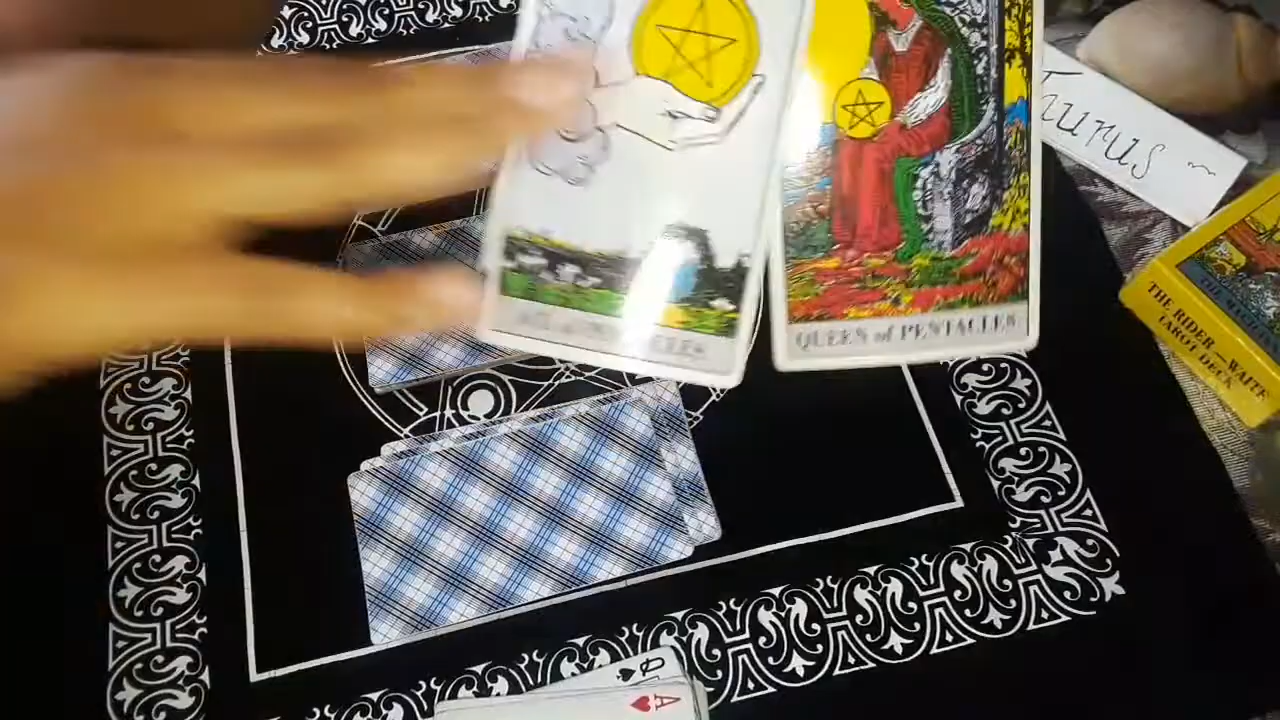 Taurus ~
QUEEN of PENTACLES
THE RIDER—WAITE
TAROT DECK
Q
A